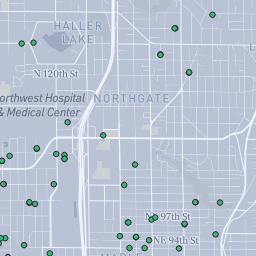 HALLER
LAKE
N 120th St
orthwest Hospital
& Medical Center
NORTHGATE
NE 97th St
NE 94th St